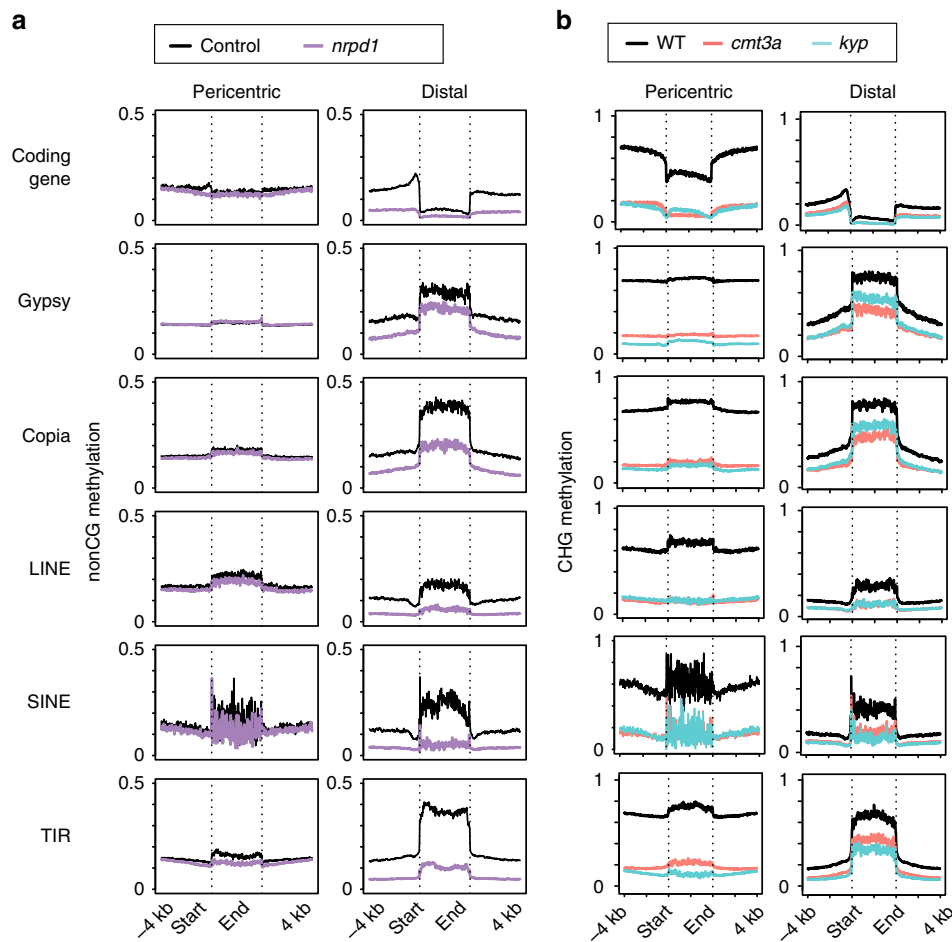 a
Control nrpd1
Pericentric Distal
Coding gene
Gypsy
Copia
LINE
SINE
TIR
nonCG methylation
0.5
0
0.5
0
0.5
0
0.5
0
0.5
0
0.5
0
0.5
0
0.5
0
0.5
0
0.5
0
0.5
0
0.5
0
–4 kb Start End 4 kb
–4 kb Start End 4 kb
b
WT cmt3a kyp
Pericentric Distal
CHG methylation
1
0
1
0
1
0
1
0
1
0
1
0
1
0
1
0
1
0
1
0
1
0
1
0
–4 kb Start End 4 kb
–4 kb Start End 4 kb